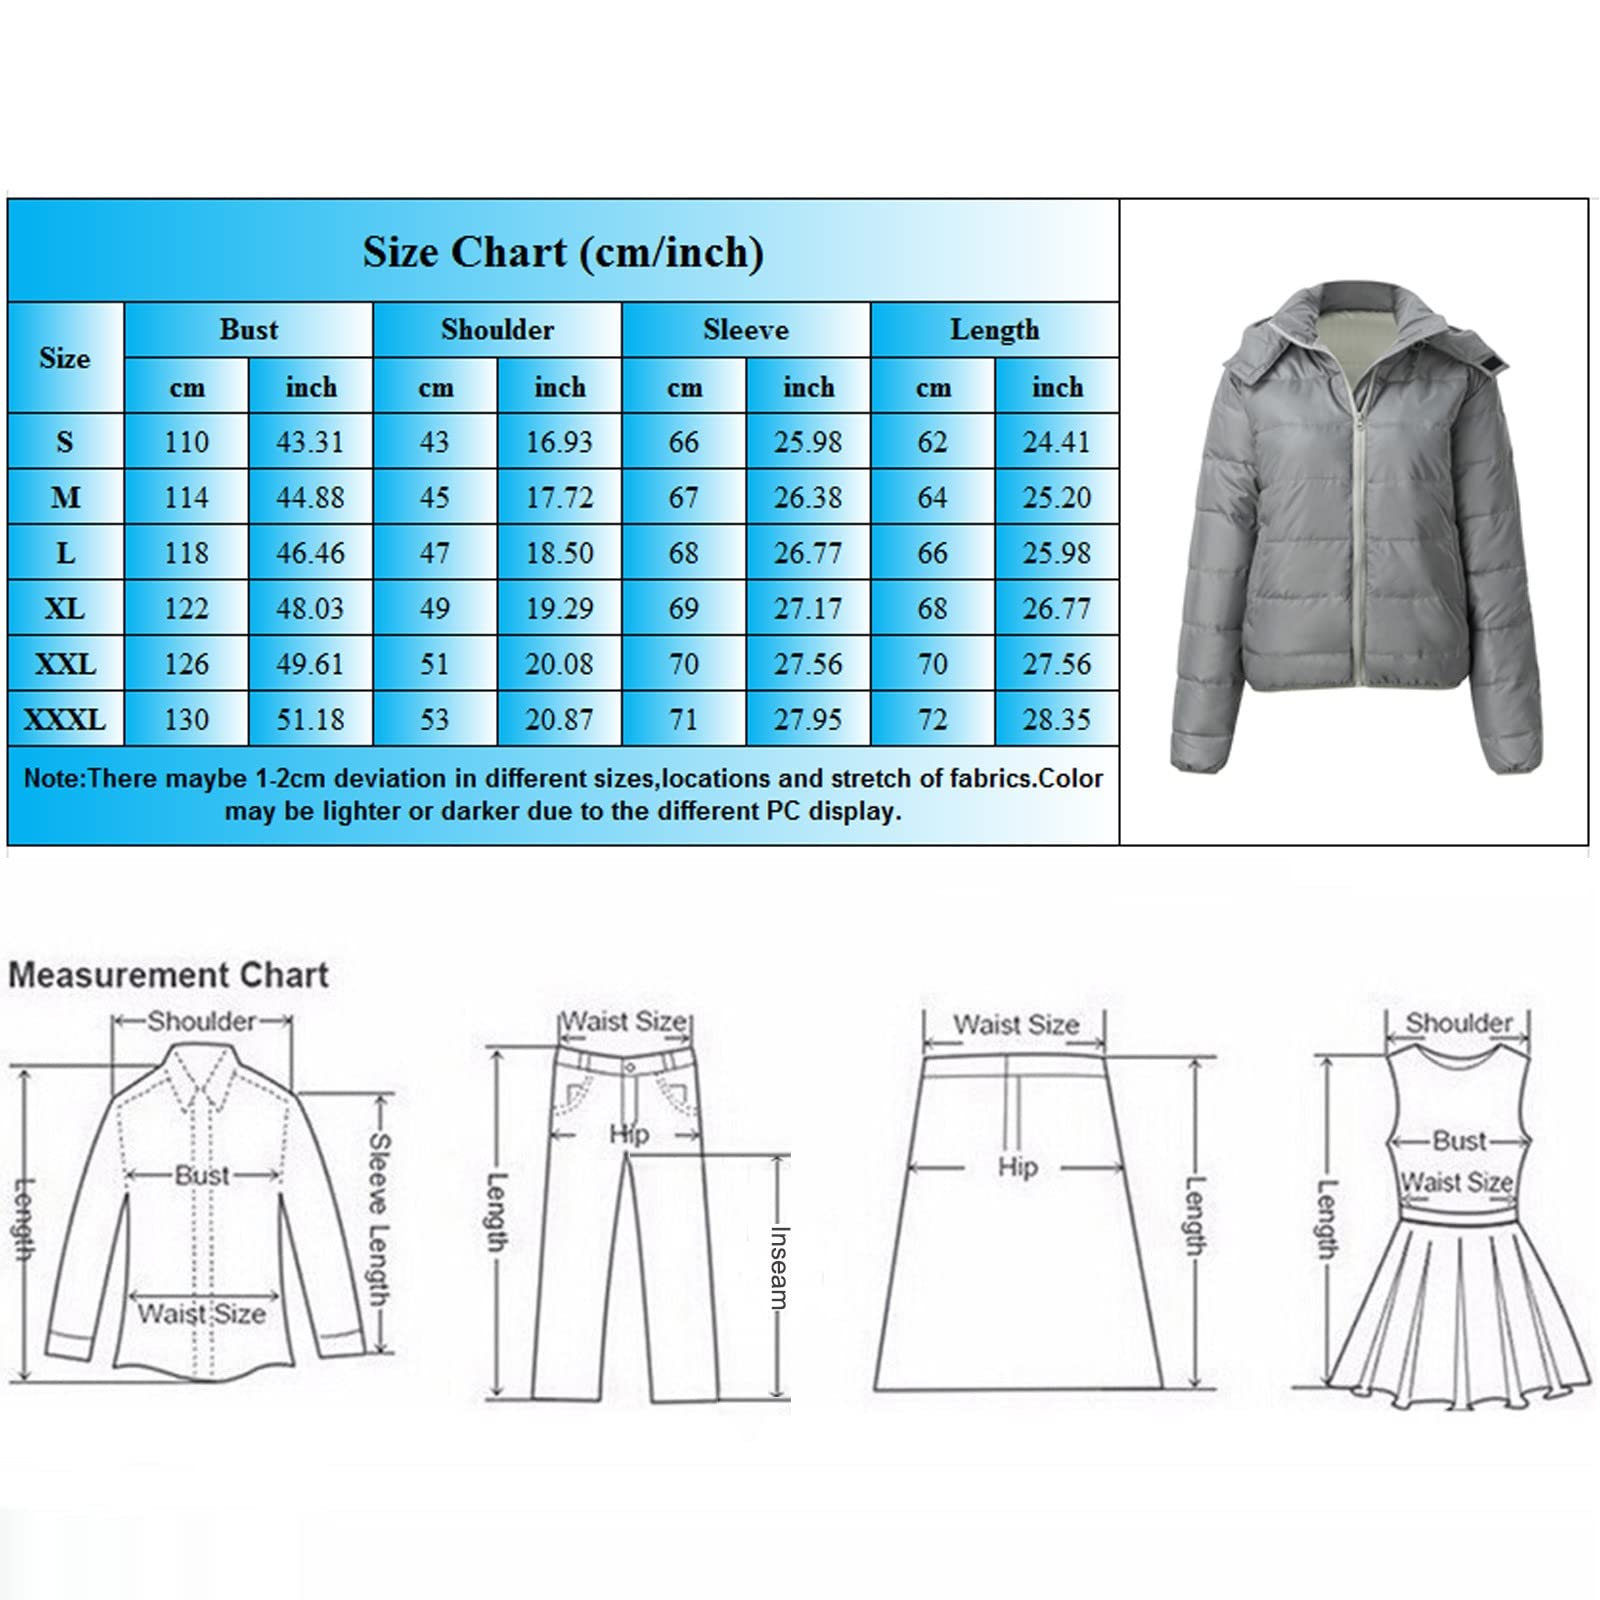 Size Chart (cm/inch)
Size Bust Shoulder Sleeve Length
cm inch cm inch cm inch cm inch
S 110 43.31 43 16.93 66 25.98 62 24.41
M 114 44.88 45 17.72 67 26.38 64 25.20
L 118 46.46 47 18.50 68 26.77 66 25.98
XL 122 48.03 49 19.29 69 27.17 68 26.77
XXL 126 49.61 51 20.08 70 27.56 70 27.56
XXXL 130 51.18 53 20.87 71 27.95 72 28.35
Note:There maybe 1-2cm deviation in different sizes,locations and stretch of fabrics.Color
may be lighter or darker due to the different PC display.
Measurement Chart
Shoulder
Bust
Waist Size
Length
Sleeve Length
Waist Size
Hip
Length
Inseam
Waist Size
Hip
Length
Shoulder
Bust
Waist Size
Length